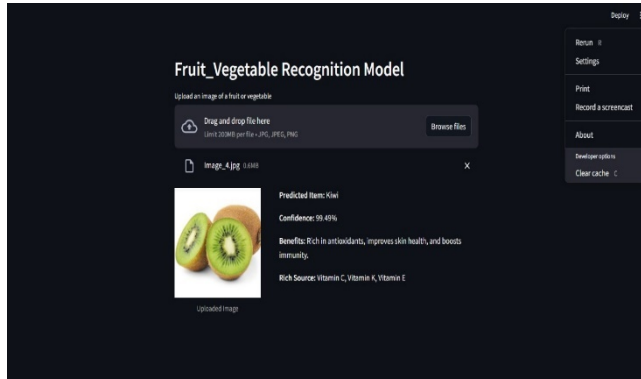 Deploy
Rerun R
Settings
Print
Record a screencast
About
Developer options
Clear cache C
Fruit_Vegetable Recognition Model
Upload an image of a fruit or vegetable
Drag and drop file here
Limit 200MB per file • JPG, JPEG, PNG
Browse files
image_4.jpg 0.6MB
Predicted Item: Kiwi
Confidence: 99.49%
Benefits: Rich in antioxidants, improves skin health, and boosts
immunity.
Rich Source: Vitamin C, Vitamin K, Vitamin E
Uploaded Image